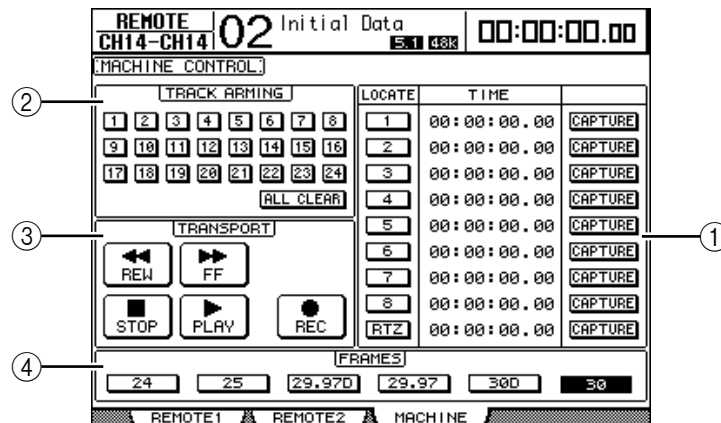 REMOTE
CH14-CH14
02 Initial Data
5.1 48k
00:00:00.00
MACHINE CONTROL
② TRACK ARMING
1 2 3 4 5 6 7 8
9 10 11 12 13 14 15 16
17 18 19 20 21 22 23 24
ALL CLEAR
③ TRANSPORT
REW FF
STOP PLAY REC
LOCATE TIME
1 00:00:00.00 CAPTURE
2 00:00:00.00 CAPTURE
3 00:00:00.00 CAPTURE
4 00:00:00.00 CAPTURE
5 00:00:00.00 CAPTURE
①
6 00:00:00.00 CAPTURE
7 00:00:00.00 CAPTURE
8 00:00:00.00 CAPTURE
RTZ 00:00:00.00 CAPTURE
④ FRAMES
24 25 29.97D 29.97 30D 30
REMOTE1 REMOTE2 MACHINE